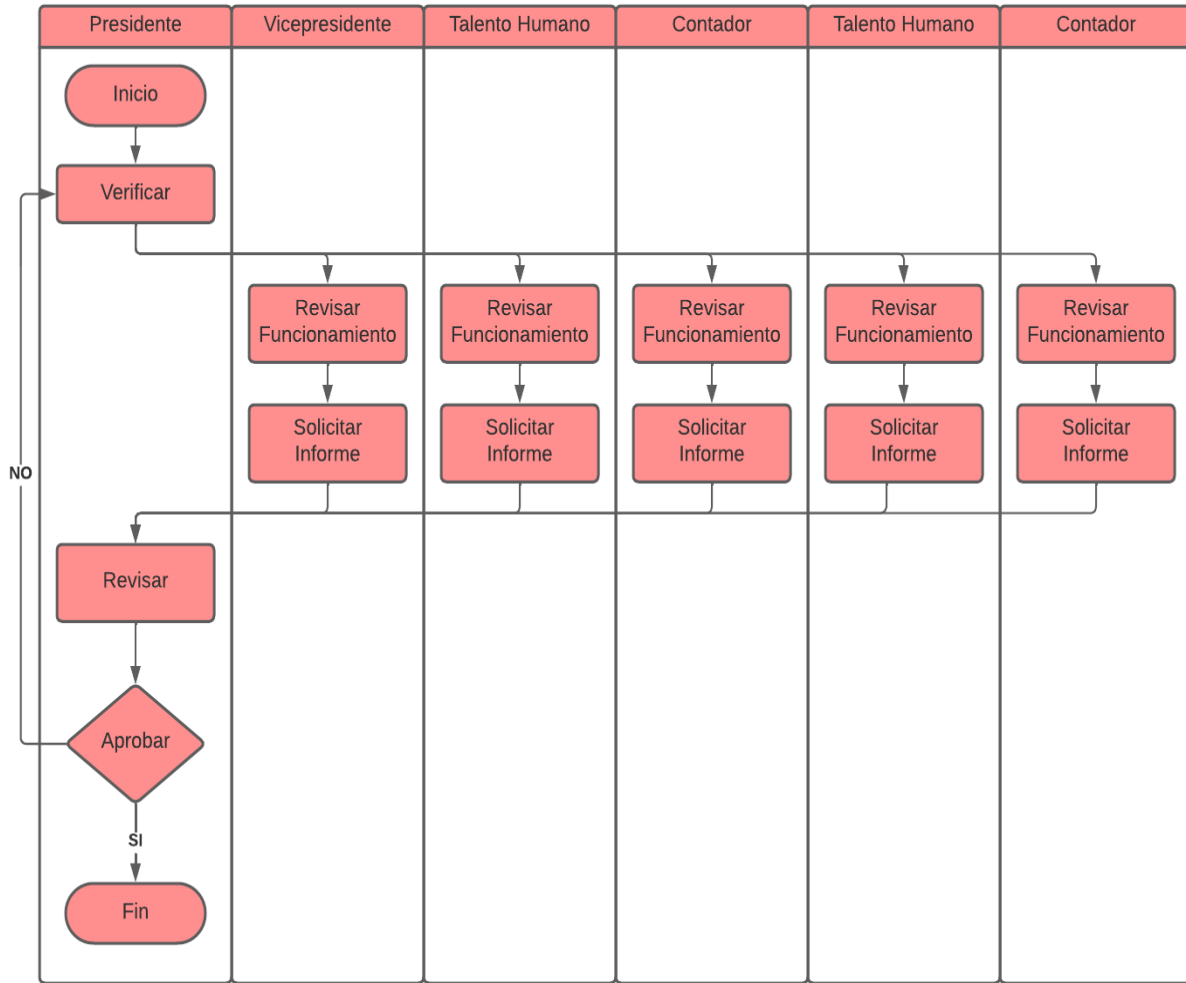 Presidente
Vicepresidente
Talento Humano
Contador
Talento Humano
Contador
Inicio
Verificar
Revisar
Funcionamiento
Revisar
Funcionamiento
Revisar
Funcionamiento
Revisar
Funcionamiento
Revisar
Funcionamiento
Solicitar
Informe
Solicitar
Informe
Solicitar
Informe
Solicitar
Informe
Solicitar
Informe
NO
Revisar
Aprobar
SI
Fin